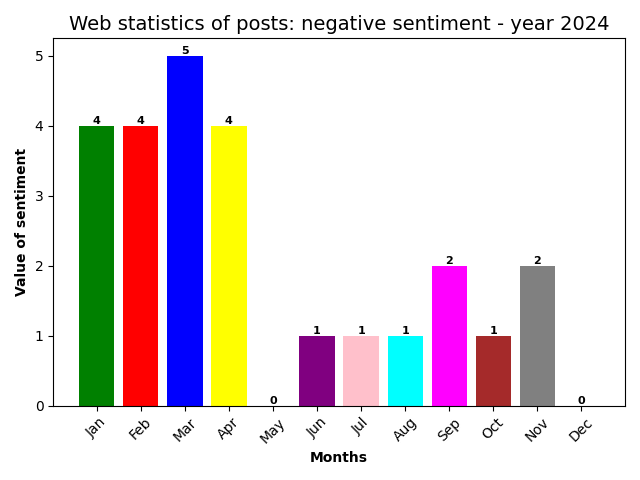 Web statistics of posts: negative sentiment - year 2024
5
4
3
2
1
0
Value of sentiment
4
4
5
4
0
1
1
1
2
1
2
0
Jan
Feb
Mar
Apr
May
Jun
Jul
Aug
Sep
Oct
Nov
Dec
Months